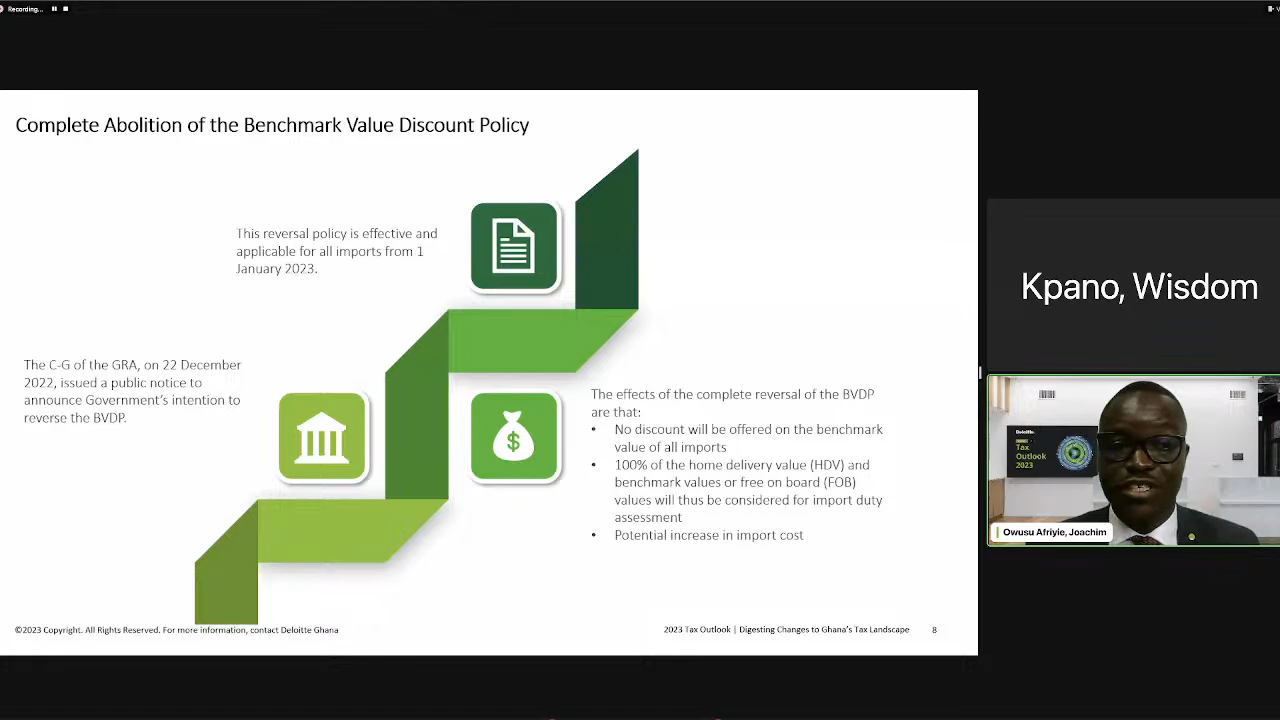 Recording...
Complete Abolition of the Benchmark Value Discount Policy
This reversal policy is effective and
applicable for all imports from 1
January 2023.
The C-G of the GRA, on 22 December
2022, issued a public notice to
announce Government's intention to
reverse the BVDP.
$
The effects of the complete reversal of the BVDP
are that:
• No discount will be offered on the benchmark
value of all imports
• 100% of the home delivery value (HDV) and
benchmark values or free on board (FOB)
values will thus be considered for import duty
assessment
• Potential increase in import cost
©2023 Copyright. All Rights Reserved. For more information, contact Deloitte Ghana
2023 Tax Outlook | Digesting Changes to Ghana's Tax Landscape 8
Kpano, Wisdom
Deloitte.
Tax
Outlook
2023
Owusu Afriyie, Joachim